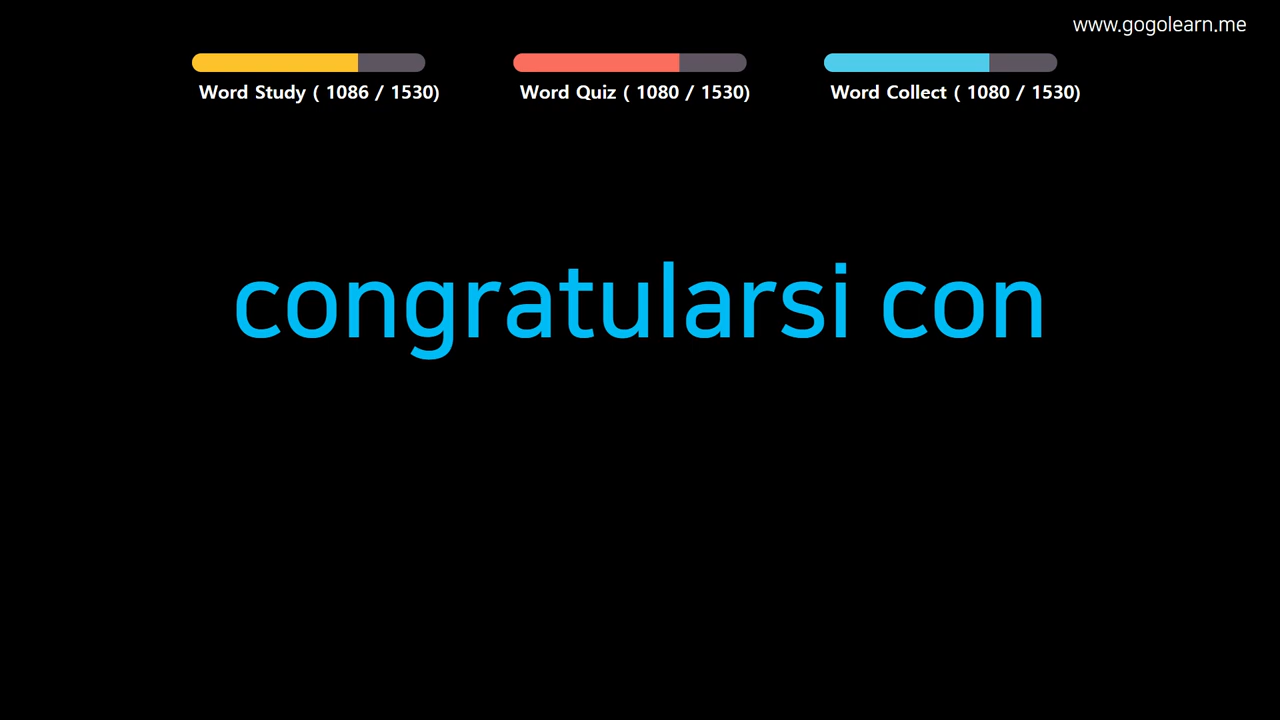 www.gogolearn.me
Word Study ( 1086 / 1530)
Word Quiz ( 1080 / 1530)
Word Collect ( 1080 / 1530)
congratularsi con